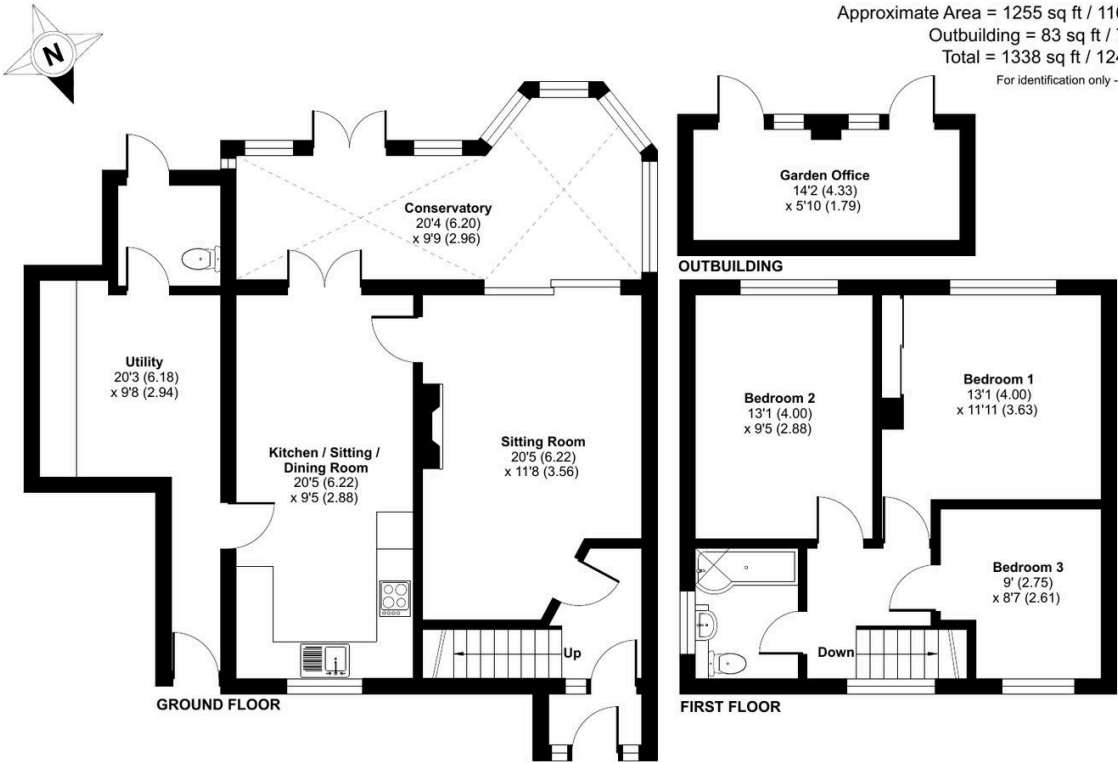 Approximate Area = 1255 sq ft / 11
Outbuilding = 83 sq ft /
Total = 1338 sq ft / 124
For identification only -
N
Garden Office
14'2 (4.33)
x 5'10 (1.79)
OUTBUILDING
Conservatory
20'4 (6.20)
x 9'9 (2.96)
Utility
20'3 (6.18)
x 9'8 (2.94)
Kitchen / Sitting /
Dining Room
20'5 (6.22)
x 9'5 (2.88)
Sitting Room
20'5 (6.22)
x 11'8 (3.56)
Up
GROUND FLOOR
Bedroom 2
13'1 (4.00)
x 9'5 (2.88)
Bedroom 1
13'1 (4.00)
x 11'11 (3.63)
Bedroom 3
9' (2.75)
x 8'7 (2.61)
Down
FIRST FLOOR